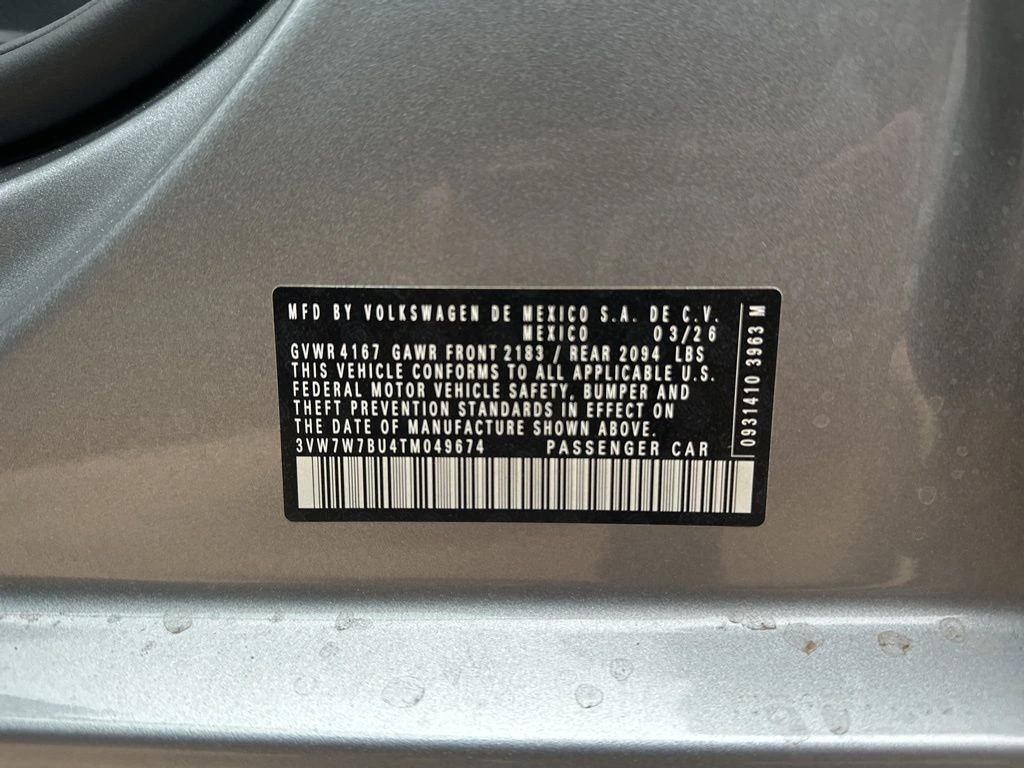 MFD BY VOLKSWAGEN DE MEXICO S.A. DE C.V.
MEXICO 03/26
GVWR 4167 GAWR FRONT 2183 / REAR 2094 LBS
THIS VEHICLE CONFORMS TO ALL APPLICABLE U.S.
FEDERAL MOTOR VEHICLE SAFETY, BUMPER AND
THEFT PREVENTION STANDARDS IN EFFECT ON
THE DATE OF MANUFACTURE SHOWN ABOVE.
3VW7W7BU4TM049674 PASSENGER CAR
0931410 3963 M